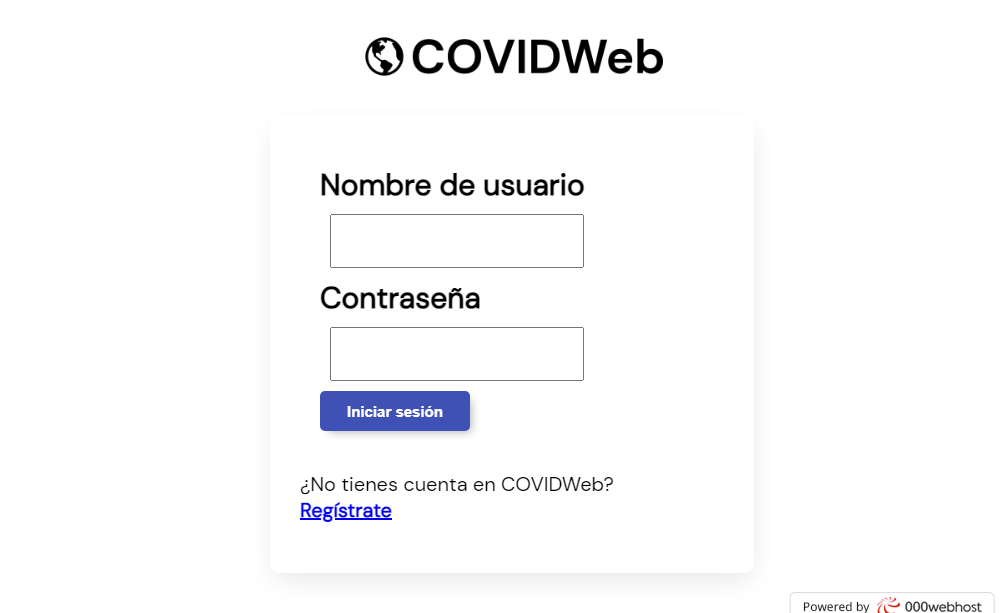 COVIDWeb
Nombre de usuario
Contraseña
Iniciar sesión
¿No tienes cuenta en COVIDWeb?
Regístrate
Powered by 000webhost